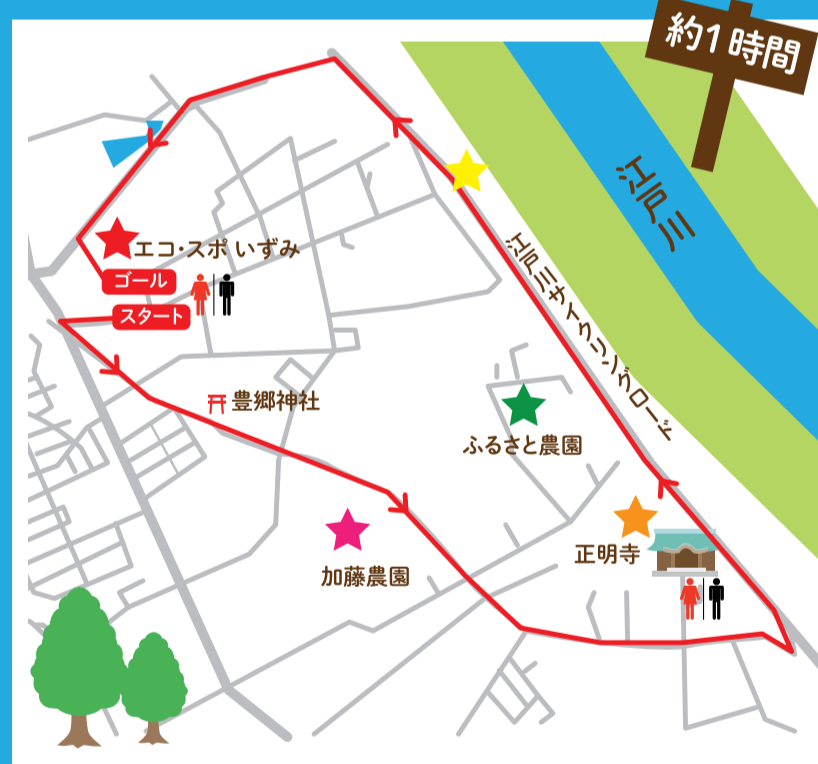 約1時間
江戸川
江戸川サイクリングロード
エコ・スポ いずみ
ゴール
スタート
豊郷神社
ふるさと農園
正明寺
加藤農園